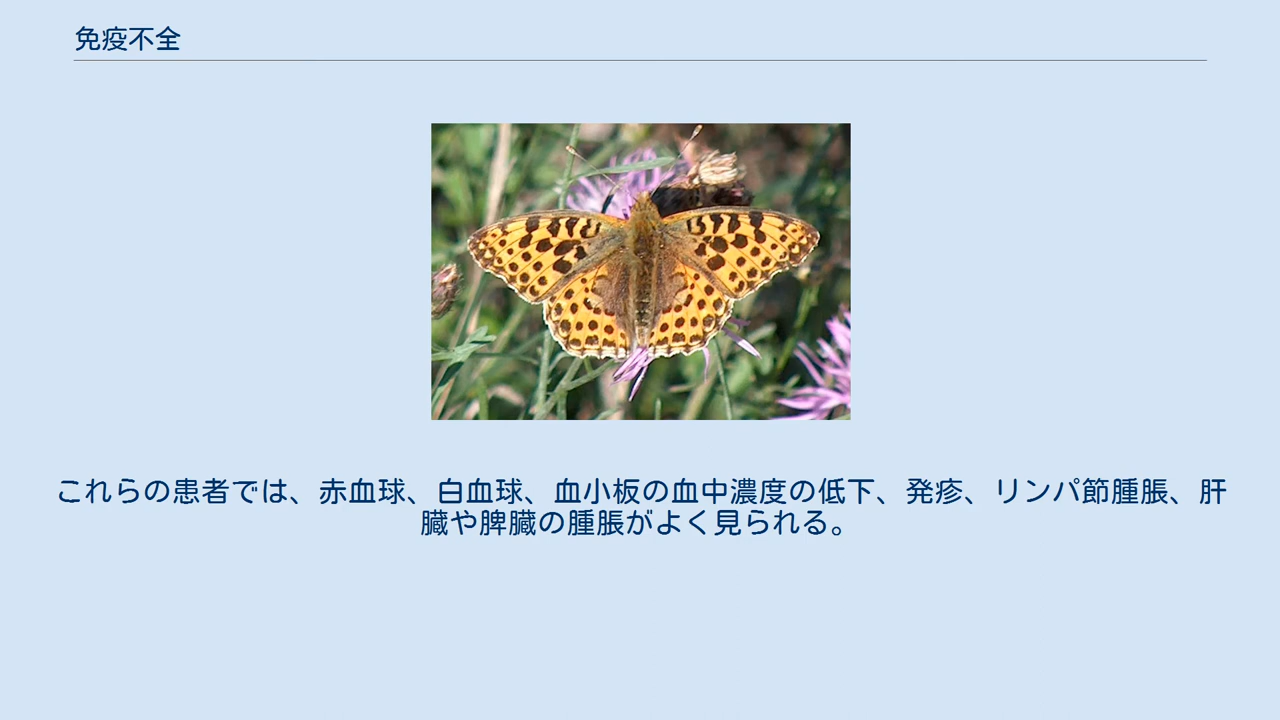 免疫不全
これらの患者では、赤血球、白血球、血小板の血中濃度の低下、発疹、リンパ節腫脹、肝
臓や脾臓の腫脹がよく見られる。